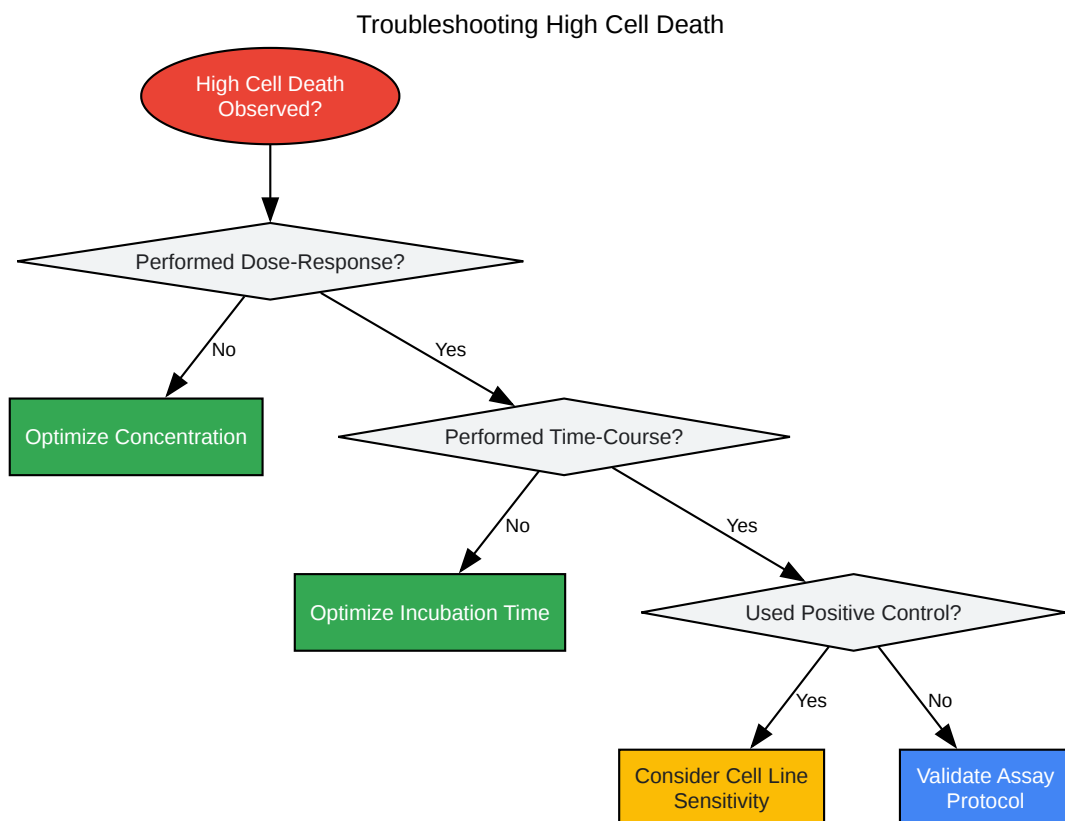 Troubleshooting High Cell Death
High Cell Death
Observed?
Performed Dose-Response?
No
Yes
Optimize Concentration
Performed Time-Course?
No
Yes
Optimize Incubation Time
Used Positive Control?
Yes
No
Consider Cell Line
Sensitivity
Validate Assay
Protocol